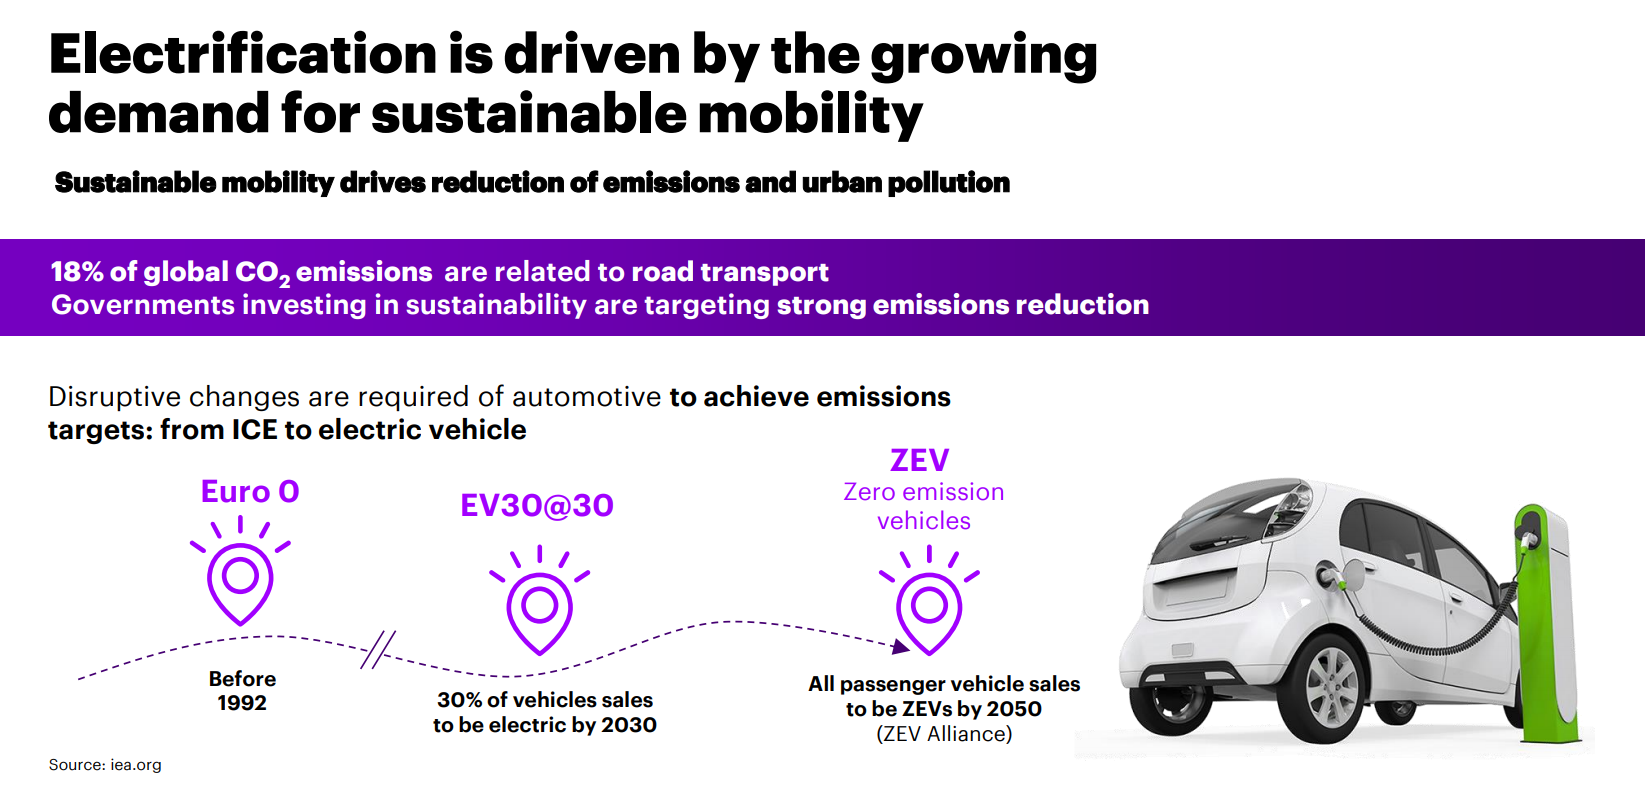 Electrification is driven by the growing
demand for sustainable mobility
Sustainable mobility drives reduction of emissions and urban pollution
18% of global CO₂ emissions are related to road transport
Governments investing in sustainability are targeting strong emissions reduction
Disruptive changes are required of automotive to achieve emissions
targets: from ICE to electric vehicle
Euro 0
Before
1992
EV30@30
30% of vehicles sales
to be electric by 2030
ZEV
Zero emission
vehicles
All passenger vehicle sales
to be ZEVs by 2050
(ZEV Alliance)
Source: iea.org